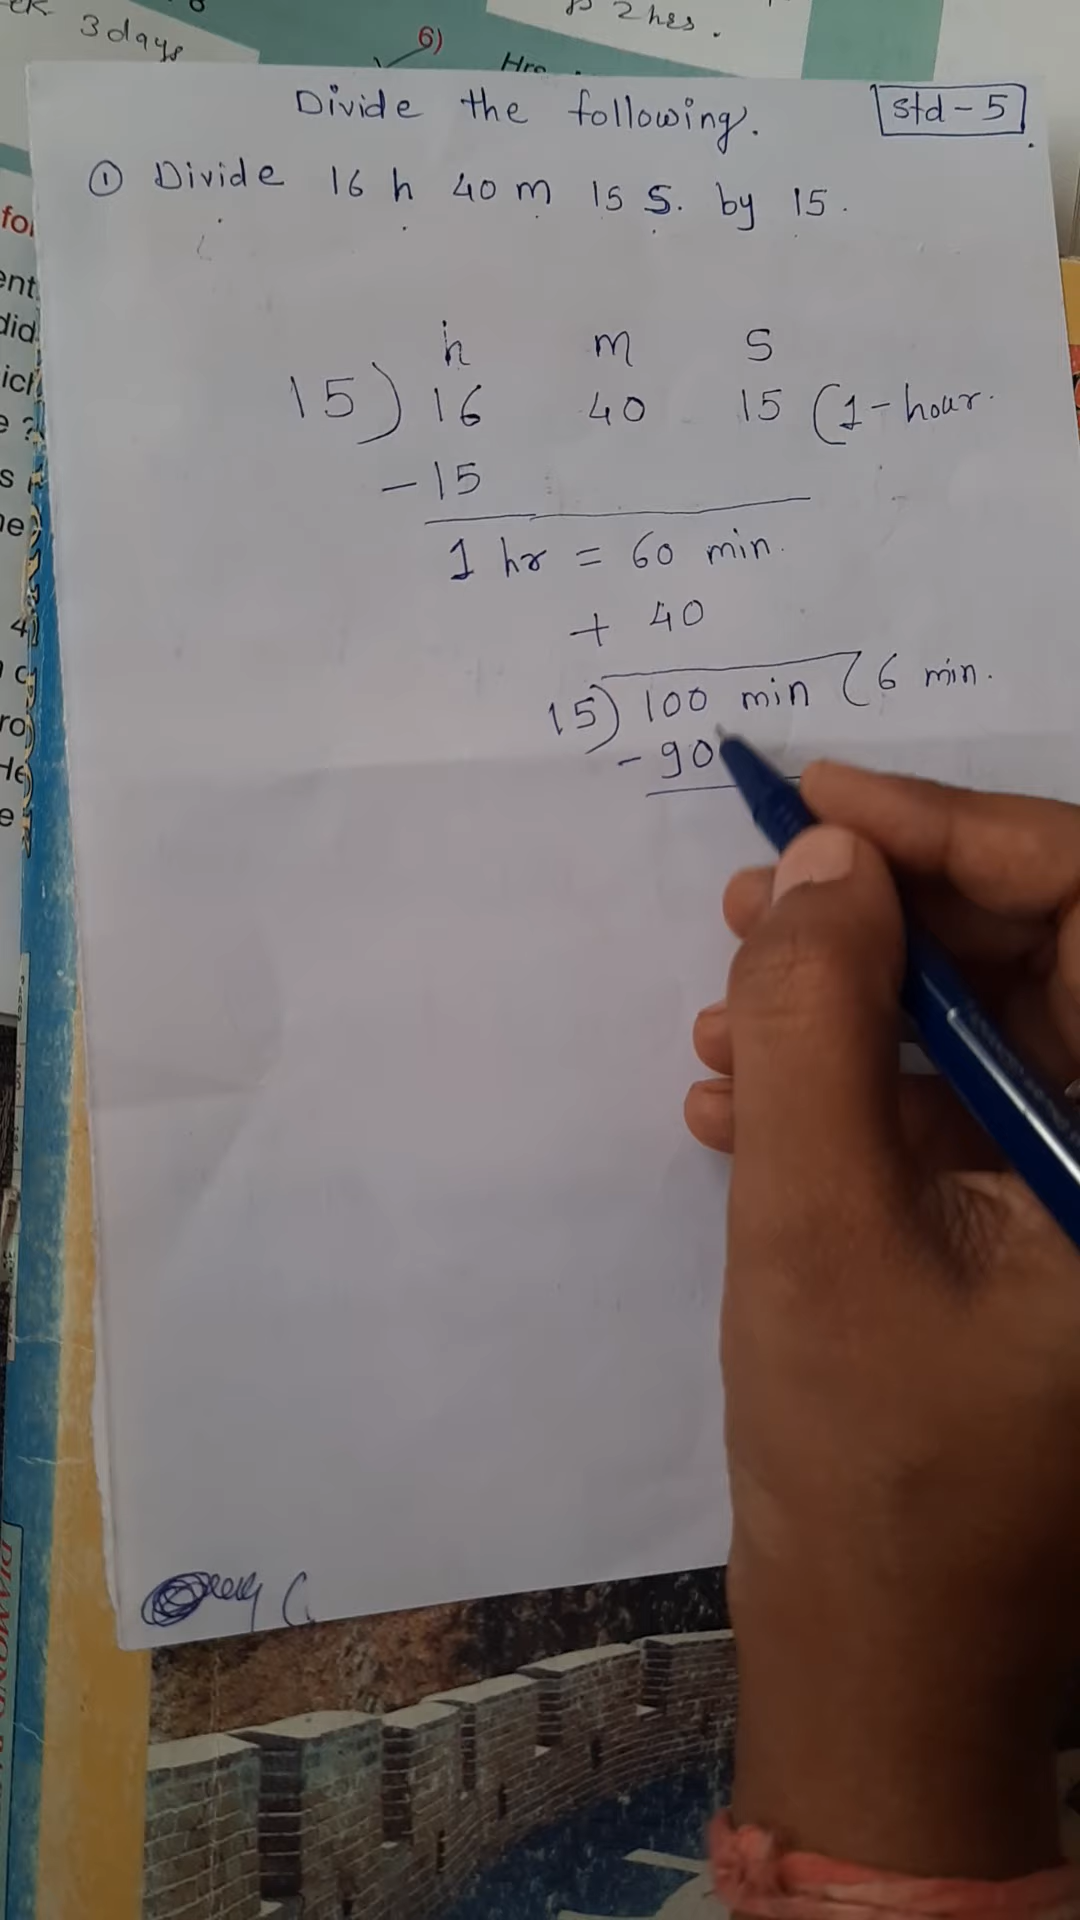 3 days
6)
2 hrs.
Divide the following.
Std - 5
① Divide 16 h 40 m 15 S. by 15.
h m S
15) 16 40 15 (1 - hour.
- 15
1 hr = 60 min.
+ 40
15) 100 min (6 min.
- 90